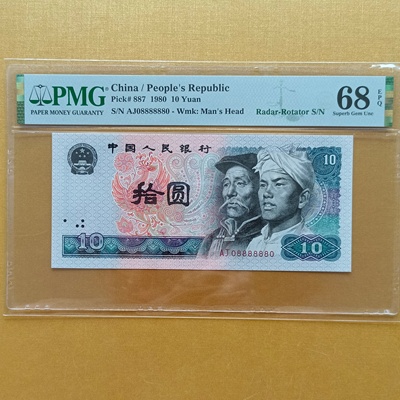 PMG
PAPER MONEY GUARANTY
China / People's Republic
Pick# 887 1980 10 Yuan
S/N AJ08888880 - Wmk: Man's Head
Radar-Rotator S/N
68 EPQ
Superb Gem Unc
中国人民银行
10
拾圆
AJ08888880
10
10